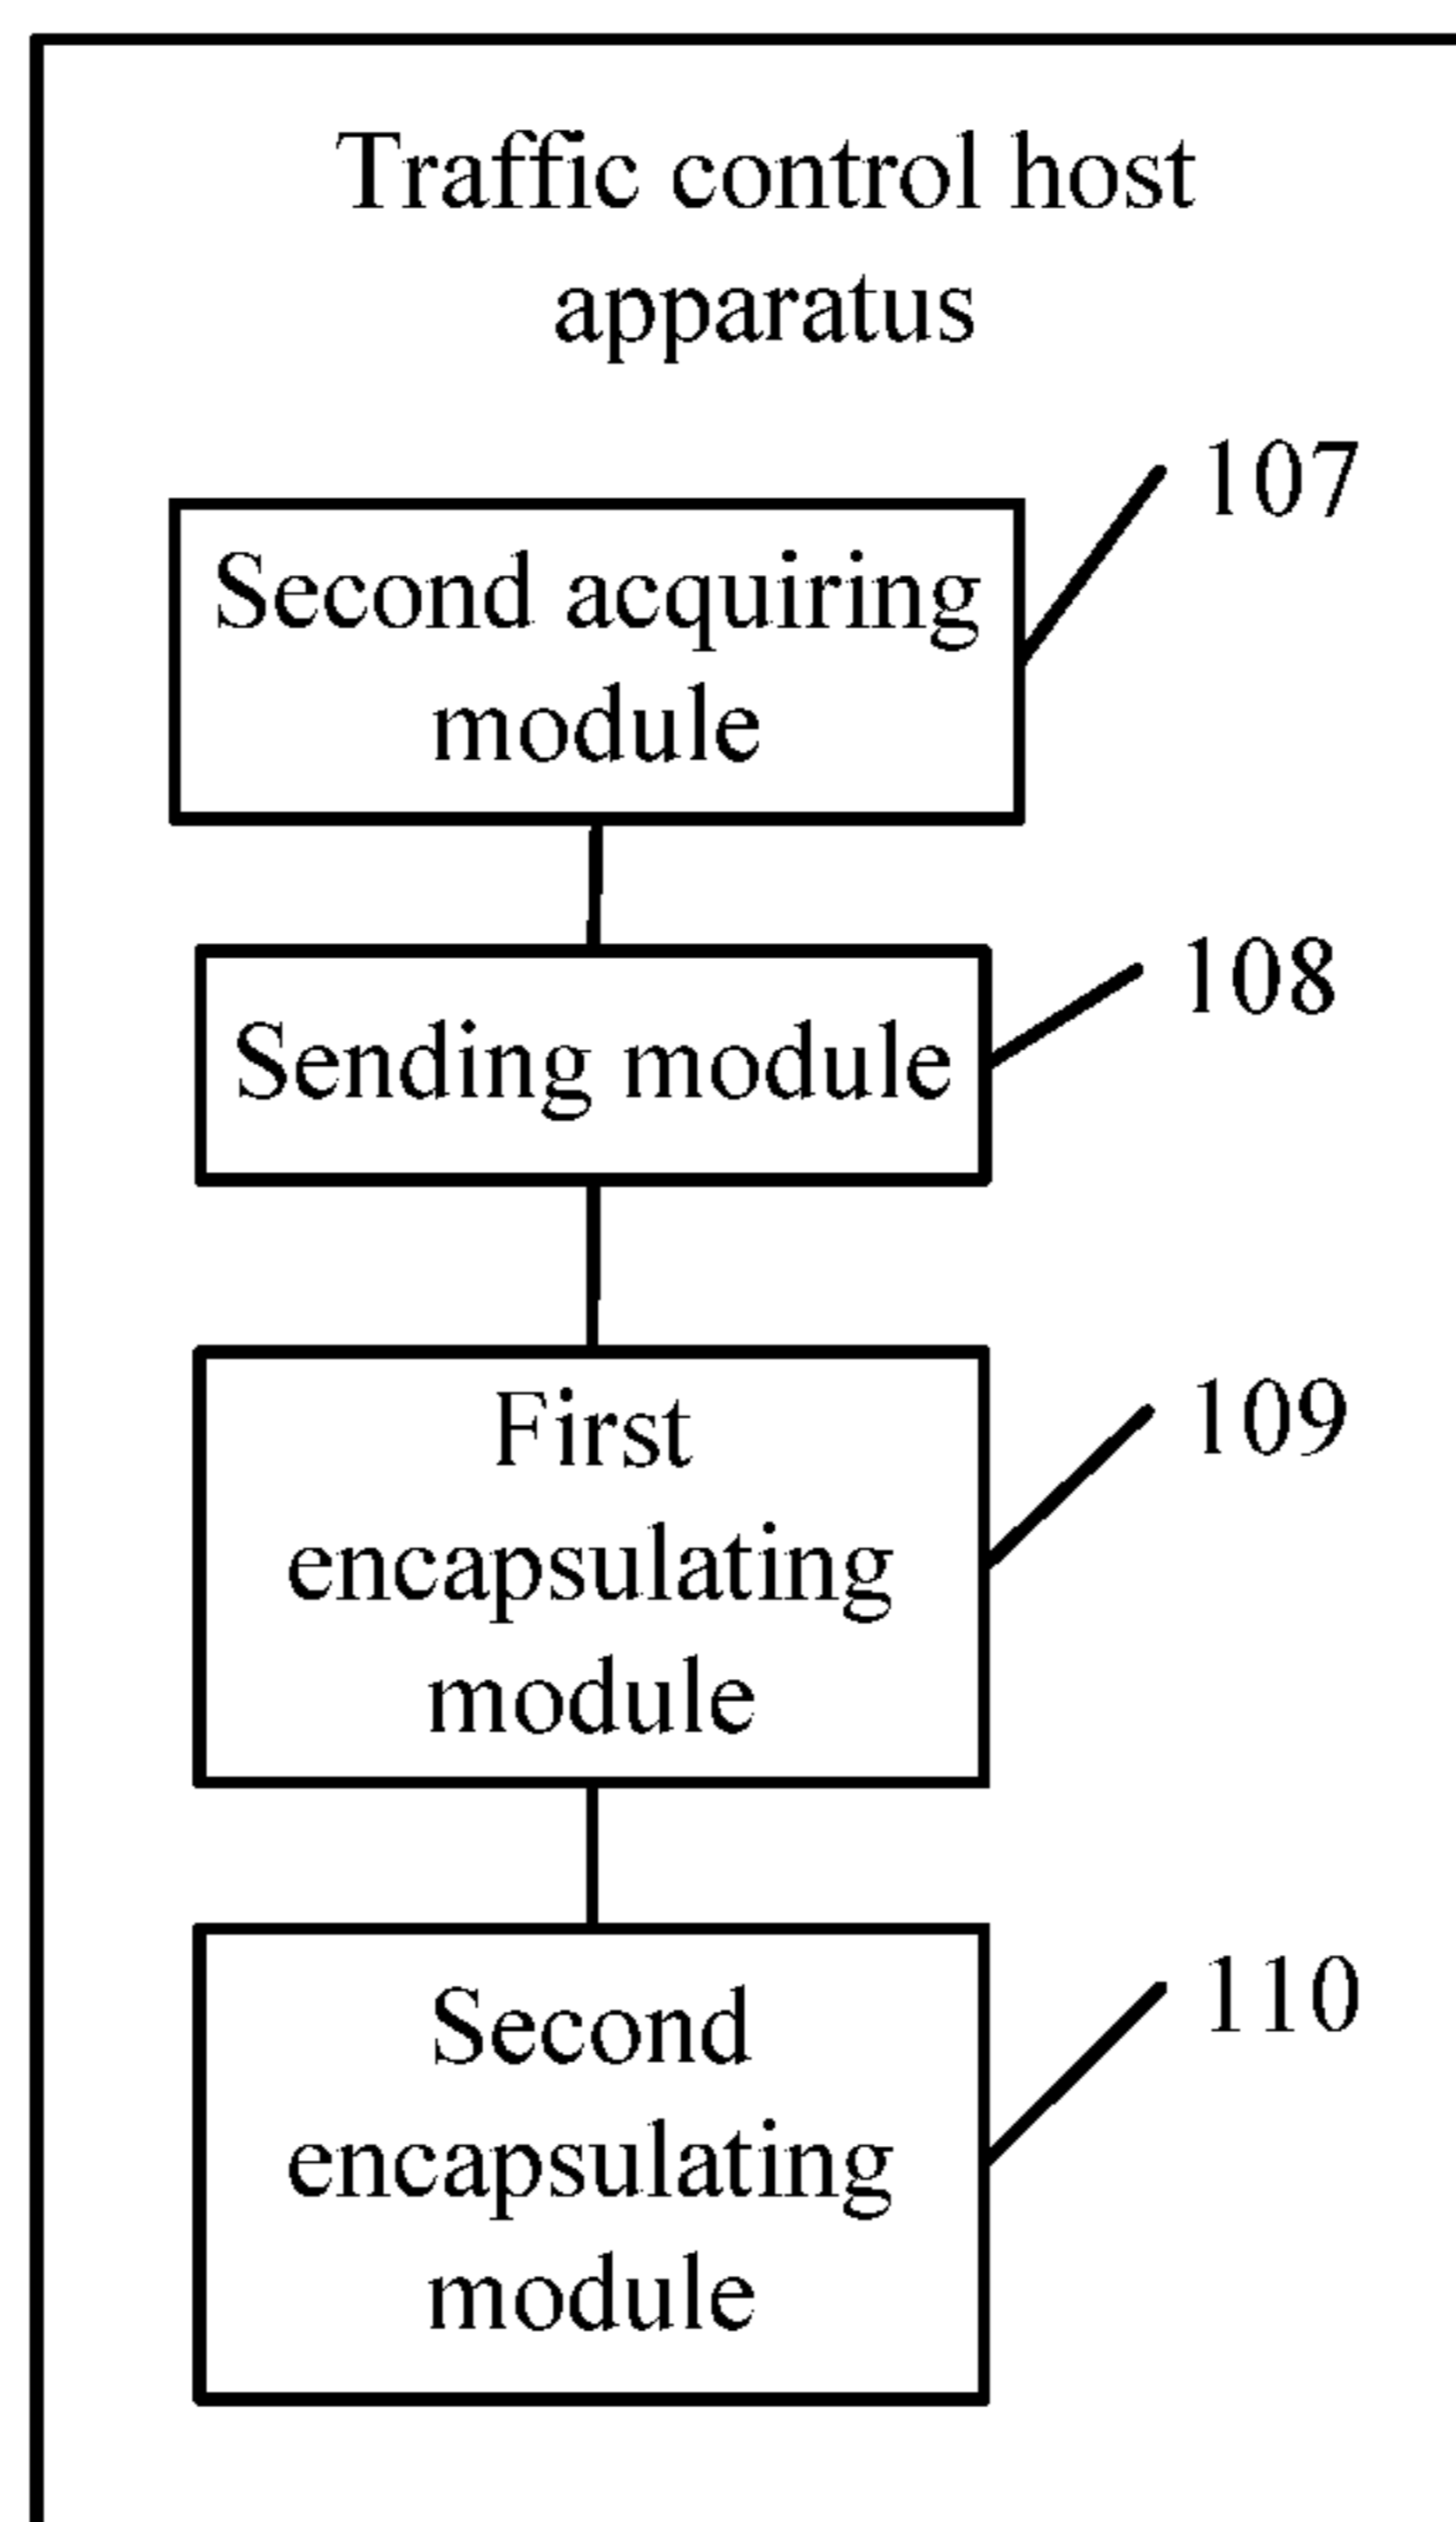 Traffic control host
apparatus
107
Second acquiring
module
108
Sending module
109
First
encapsulating
module
110
Second
encapsulating
module